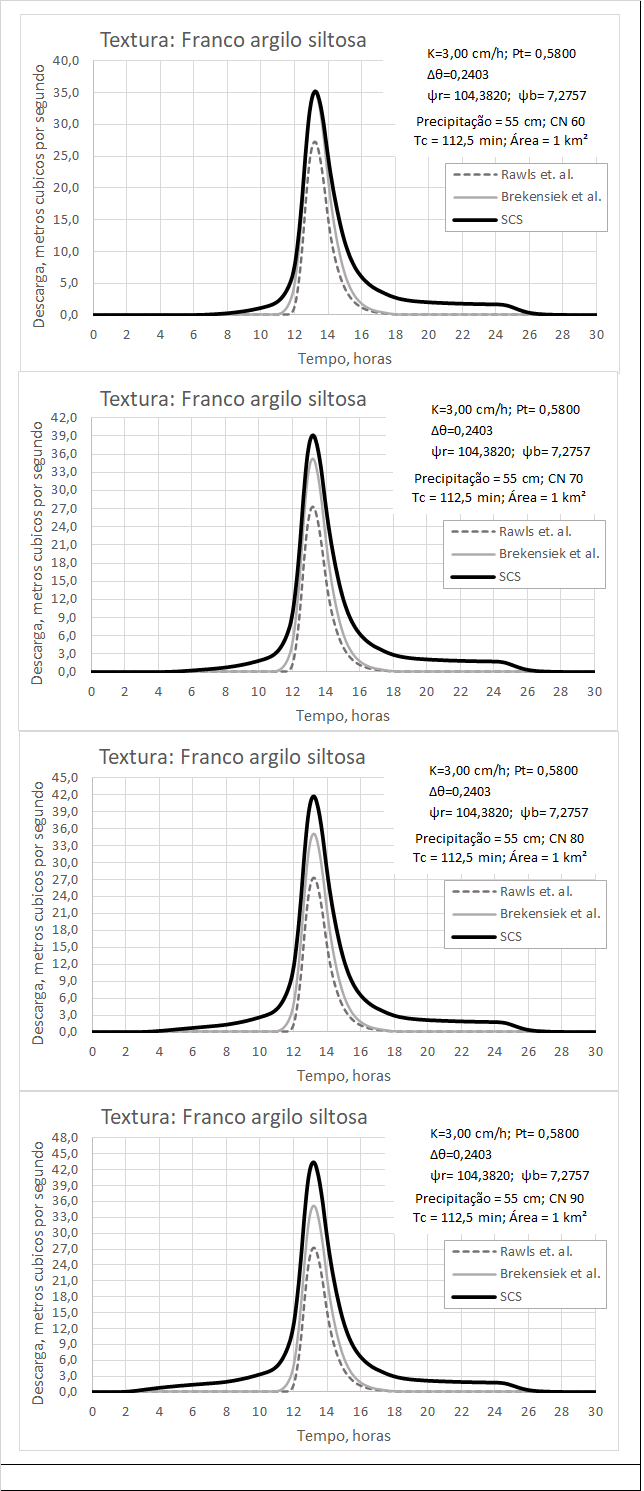 Textura: Franco argilo siltosa
K=3,00 cm/h; Pt= 0,5800
Δθ=0,2403
ψr= 104,3820; ψb= 7,2757
Precipitação = 55 cm; CN 60
Tc = 112,5 min; Área = 1 km²
Rawls et. al.
Brekensiek et al.
SCS
Descarga, metros cubicos por segundo
40,0
35,0
30,0
25,0
20,0
15,0
10,0
5,0
0,0
0 2 4 6 8 10 12 14 16 18 20 22 24 26 28 30
Tempo, horas
Textura: Franco argilo siltosa
K=3,00 cm/h; Pt= 0,5800
Δθ=0,2403
ψr= 104,3820; ψb= 7,2757
Precipitação = 55 cm; CN 70
Tc = 112,5 min; Área = 1 km²
Rawls et. al.
Brekensiek et al.
SCS
Descarga, metros cubicos por segundo
42,0
39,0
36,0
33,0
30,0
27,0
24,0
21,0
18,0
15,0
12,0
9,0
6,0
3,0
0,0
0 2 4 6 8 10 12 14 16 18 20 22 24 26 28 30
Tempo, horas
Textura: Franco argilo siltosa
K=3,00 cm/h; Pt= 0,5800
Δθ=0,2403
ψr= 104,3820; ψb= 7,2757
Precipitação = 55 cm; CN 80
Tc = 112,5 min; Área = 1 km²
Rawls et. al.
Brekensiek et al.
SCS
Descarga, metros cubicos por segundo
45,0
42,0
39,0
36,0
33,0
30,0
27,0
24,0
21,0
18,0
15,0
12,0
9,0
6,0
3,0
0,0
0 2 4 6 8 10 12 14 16 18 20 22 24 26 28 30
Tempo, horas
Textura: Franco argilo siltosa
K=3,00 cm/h; Pt= 0,5800
Δθ=0,2403
ψr= 104,3820; ψb= 7,2757
Precipitação = 55 cm; CN 90
Tc = 112,5 min; Área = 1 km²
Rawls et. al.
Brekensiek et al.
SCS
Descarga, metros cubicos por segundo
48,0
45,0
42,0
39,0
36,0
33,0
30,0
27,0
24,0
21,0
18,0
15,0
12,0
9,0
6,0
3,0
0,0
0 2 4 6 8 10 12 14 16 18 20 22 24 26 28 30
Tempo, horas